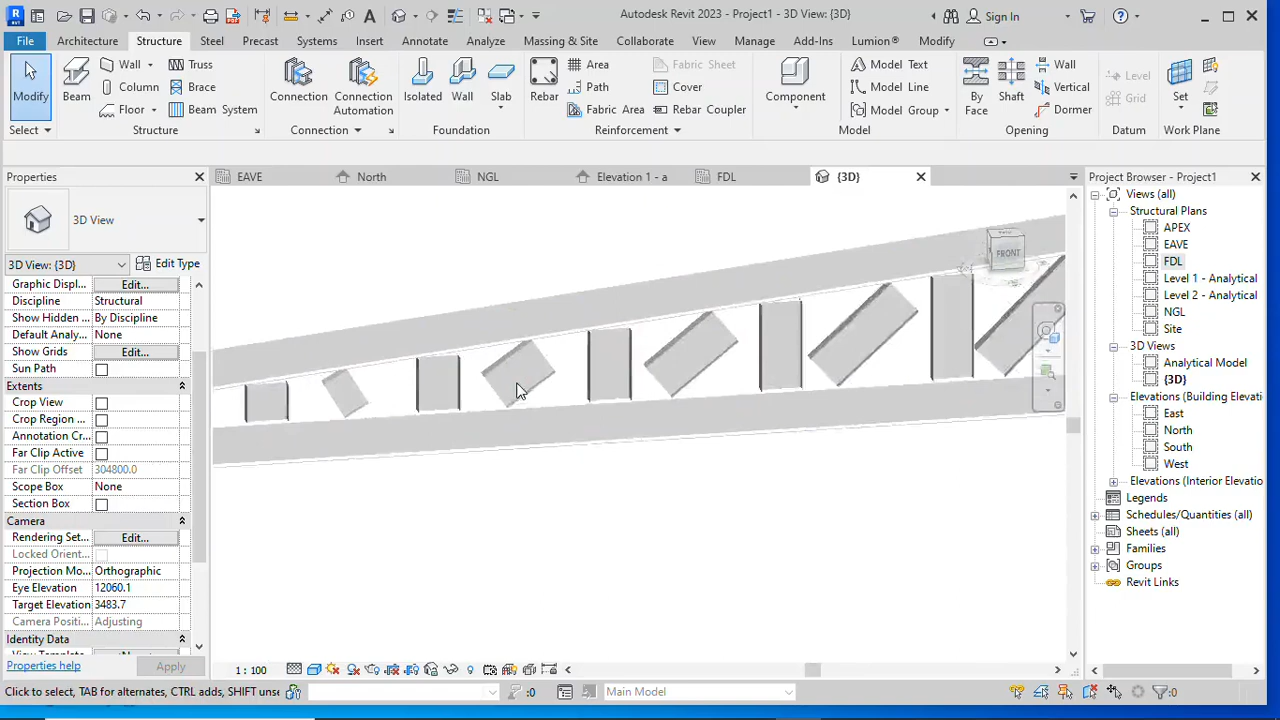 Autodesk Revit 20 - Project1 - 3D View: {3D}
Sign In
File Architecture Structure Steel Precast Systems Insert Annotate Analyze Massing & Site Collaborate View Manage Add-Ins Lumion® Modify
Modify
Select
Beam
Wall
Column
Floor
Truss
Brace
Beam System
Structure
Connection
Connection
Automation
Connection
Isolated
Wall
Slab
Foundation
Rebar
Area
Path
Fabric Area
Fabric Sheet
Cover
Rebar Coupler
Reinforcement
Component
Model Text
Model Line
Model Group
Model
By
Face
Shaft
Wall
Vertical
Dormer
Opening
Level
Grid
Datum
Set
Work Plane
Properties
3D View
3D View: {3D}
Edit Type
Graphic Displ... Edit...
Discipline Structural
Show Hidden ... By Discipline
Default Analy... None
Show Grids Edit...
Sun Path
Extents
Crop View
Crop Region ...
Annotation Cr...
Far Clip Active
Far Clip Offset 304800.0
Scope Box None
Section Box
Camera
Rendering Set... Edit...
Locked Orient...
Projection Mo... Orthographic
Eye Elevation 12060.1
Target Elevation 3483.7
Camera Positi... Adjusting
Identity Data
Properties help
Apply
EAVE
North
NGL
Elevation 1 - a
FDL
{3D}
FRONT
1 : 100
Project Browser - Project1
Views (all)
Structural Plans
APEX
EAVE
FDL
Level 1 - Analytical
Level 2 - Analytical
NGL
Site
3D Views
Analytical Model
{3D}
Elevations (Building Elevati
East
North
South
West
Elevations (Interior Elevatio
Legends
Schedules/Quantities (all)
Sheets (all)
Families
Groups
Revit Links
Click to select, TAB for alternates, CTRL adds, SHIFT unse
:0
Main Model
:0